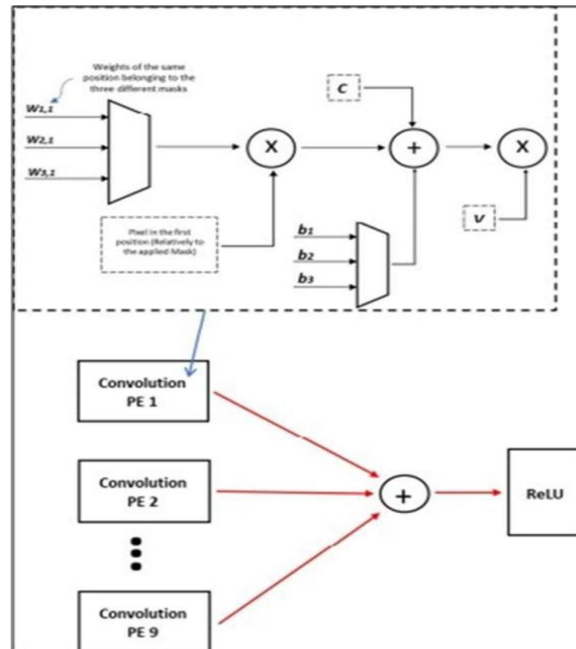 Weights of the same
position belonging to the
three different masks
W1,1
W2,1
W3,1
X
C
+
X
Pixel in the first
position (Relatively to
the applied Mask)
b1
b2
b3
V
Convolution
PE 1
Convolution
PE 2
+
ReLU
Convolution
PE 9